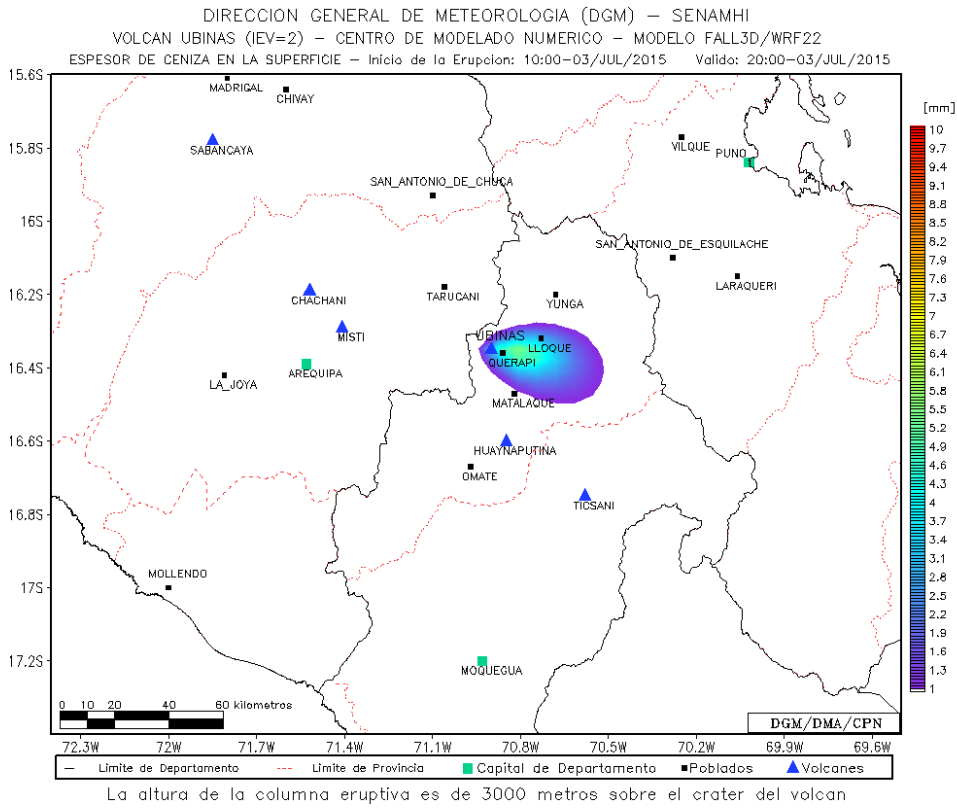 DIRECCION GENERAL DE METEOROLOGIA (DGM) – SENAMHI
VOLCAN UBINAS (IEV=2) – CENTRO DE MODELADO NUMERICO – MODELO FALL3D/WRF22
ESPESOR DE CENIZA EN LA SUPERFICIE – Inicio de la Erupcion: 10:00–03/JUL/2015 Valido: 20:00–03/JUL/2015
15.6S
15.8S
16S
16.2S
16.4S
16.6S
16.8S
17S
17.2S
MADRIGAL
CHIVAY
SABANCAYA
VILQUE
PUNO
SAN_ANTONIO_DE_CHUCA
SAN_ANTONIO_DE_ESQUILACHE
LARAQUERI
CHACHANI
TARUCANI
YUNGA
MISTI
UBINAS
LLOQUE
QUERAPI
AREQUIPA
LA_JOYA
MATALAQUE
HUAYNAPUTINA
OMATE
TICSANI
MOLLENDO
MOQUEGUA
[mm]
10
9.7
9.4
9.1
8.8
8.5
8.2
7.9
7.6
7.3
7
6.7
6.4
6.1
5.8
5.5
5.2
4.9
4.6
4.3
4
3.7
3.4
3.1
2.8
2.5
2.2
1.9
1.6
1.3
1
0 10 20 40 60 kilometros
DGM/DMA/CPN
72.3W 72W 71.7W 71.4W 71.1W 70.8W 70.5W 70.2W 69.9W 69.6W
Limite de Departamento Limite de Provincia Capital de Departamento Poblados Volcanes
La altura de la columna eruptiva es de 3000 metros sobre el crater del volcan